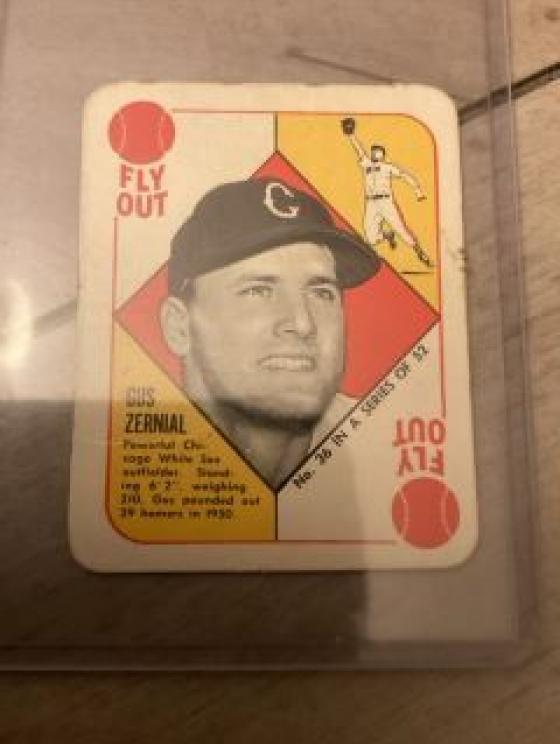 FLY
OUT
C
GUS
ZERNIAL
Powerful Chi-
cago White Sox
outfielder. Stand-
ing 6' 2", weighing
210, Gus pounded out
29 homers in 1950
No. 36 IN A SERIES OF 52
FLY
OUT